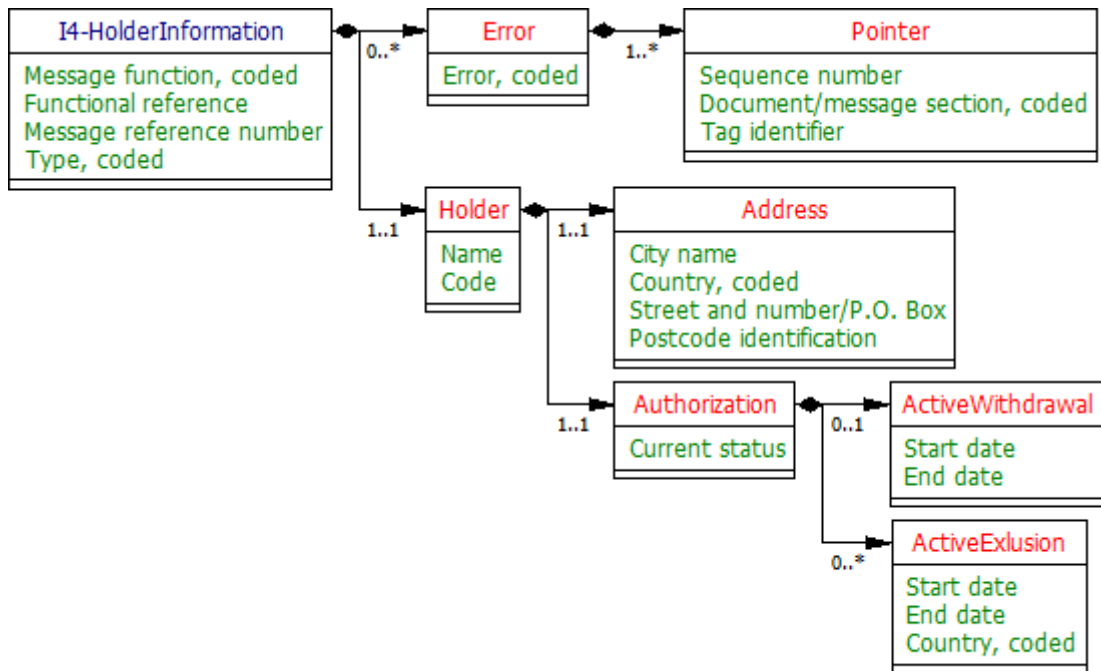 I4-HolderInformation
Message function, coded
Functional reference
Message reference number
Type, coded
0..*
Error
Error, coded
1..*
Pointer
Sequence number
Document/message section, coded
Tag identifier
1..1
Holder
Name
Code
1..1
Address
City name
Country, coded
Street and number/P.O. Box
Postcode identification
1..1
Authorization
Current status
0..1
ActiveWithdrawal
Start date
End date
0..*
ActiveExlusion
Start date
End date
Country, coded